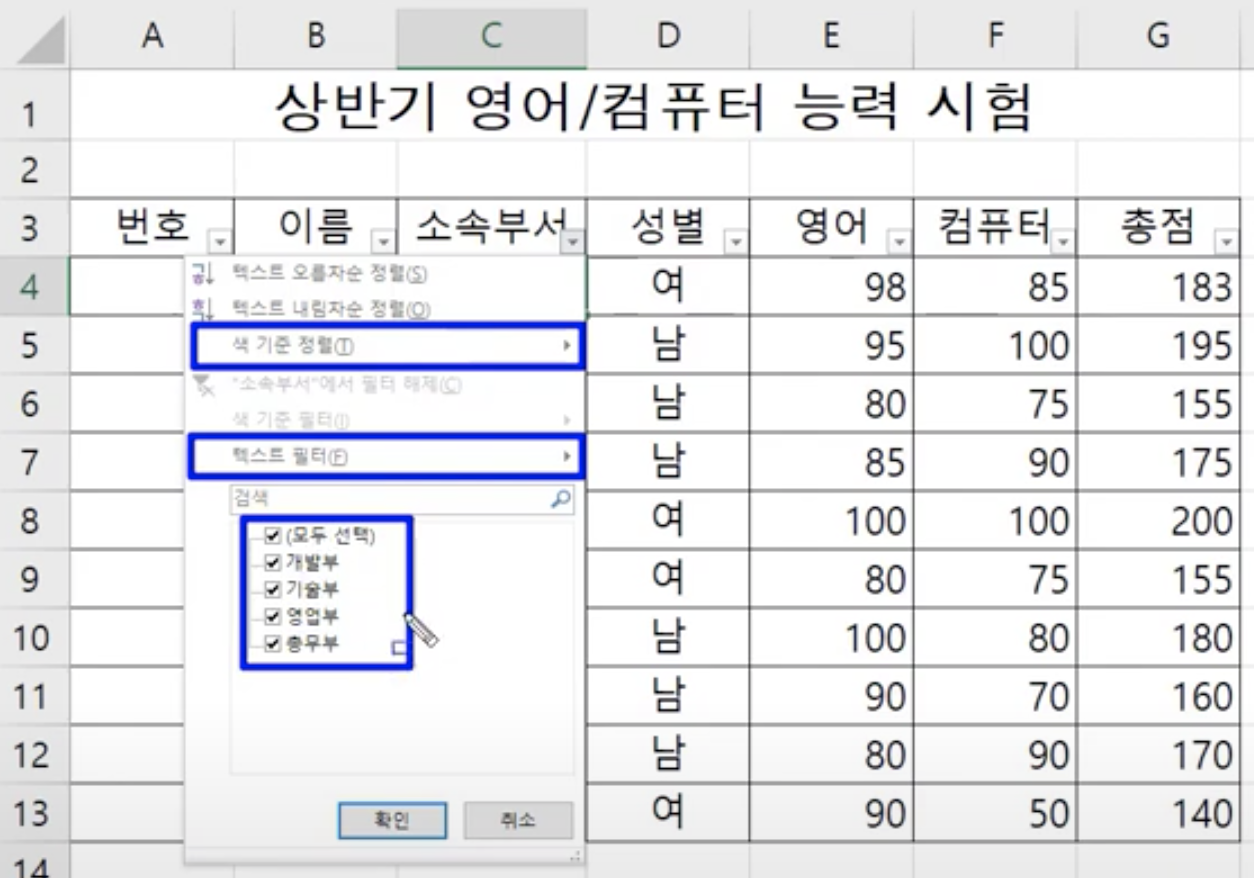 A B C D E F G
1 상반기 영어/컴퓨터 능력 시험
2
3 번호 이름 소속부서 성별 영어 컴퓨터 총점
4 여 98 85 183
5 남 95 100 195
6 남 80 75 155
7 남 85 90 175
8 여 100 100 200
9 여 80 75 155
10 남 100 80 180
11 남 90 70 160
12 남 80 90 170
13 여 90 50 140
14
텍스트 오름차순 정렬(S)
텍스트 내림차순 정렬(O)
색 기준 정렬(T)
"소속부서"에서 필터 해제(C)
색 기준 필터(I)
텍스트 필터(F)
검색
(모두 선택)
개발부
기술부
영업부
총무부
확인 취소